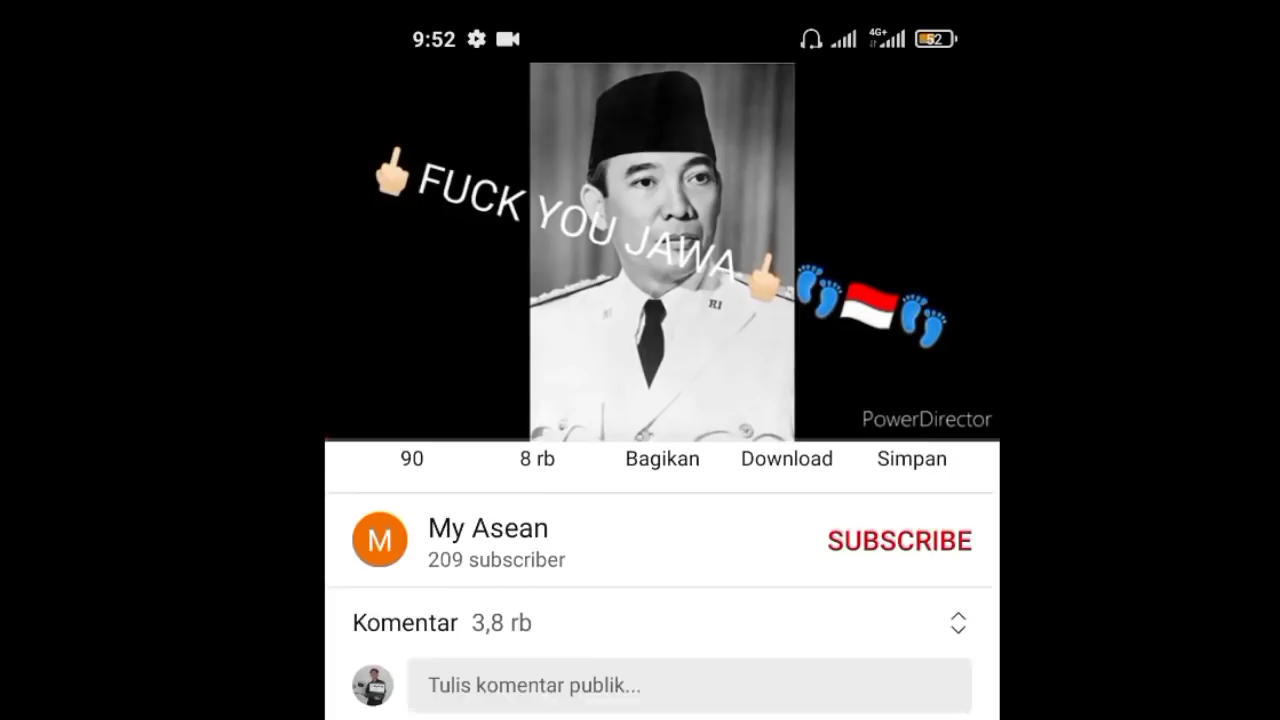 9:52 4G+ 52
🖕🏻FUCK YOU JAWA🖕🏻👣🇮🇩👣
RI
PowerDirector
90 8 rb Bagikan Download Simpan
M My Asean SUBSCRIBE
209 subscriber
Komentar 3,8 rb
Tulis komentar publik...